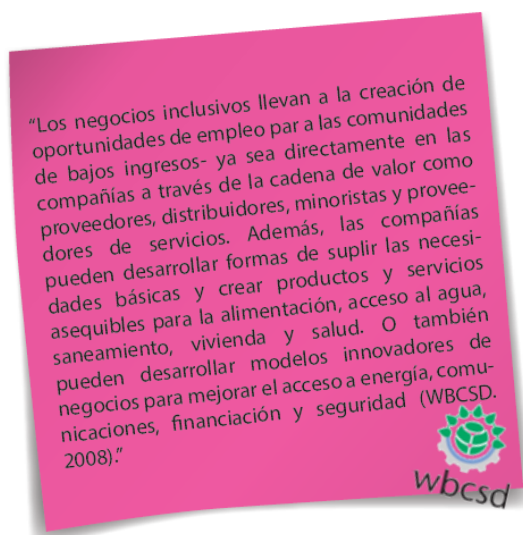 “Los negocios inclusivos llevan a la creación de
oportunidades de empleo par a las comunidades
de bajos ingresos- ya sea directamente en las
compañías a través de la cadena de valor como
proveedores, distribuidores, minoristas y provee-
dores de servicios. Además, las compañías
pueden desarrollar formas de suplir las necesi-
dades básicas y crear productos y servicios
asequibles para la alimentación, acceso al agua,
saneamiento, vivienda y salud. O también
pueden desarrollar modelos innovadores de
negocios para mejorar el acceso a energía, comu-
nicaciones, financiación y seguridad (WBCSD.
2008).”
wbcsd